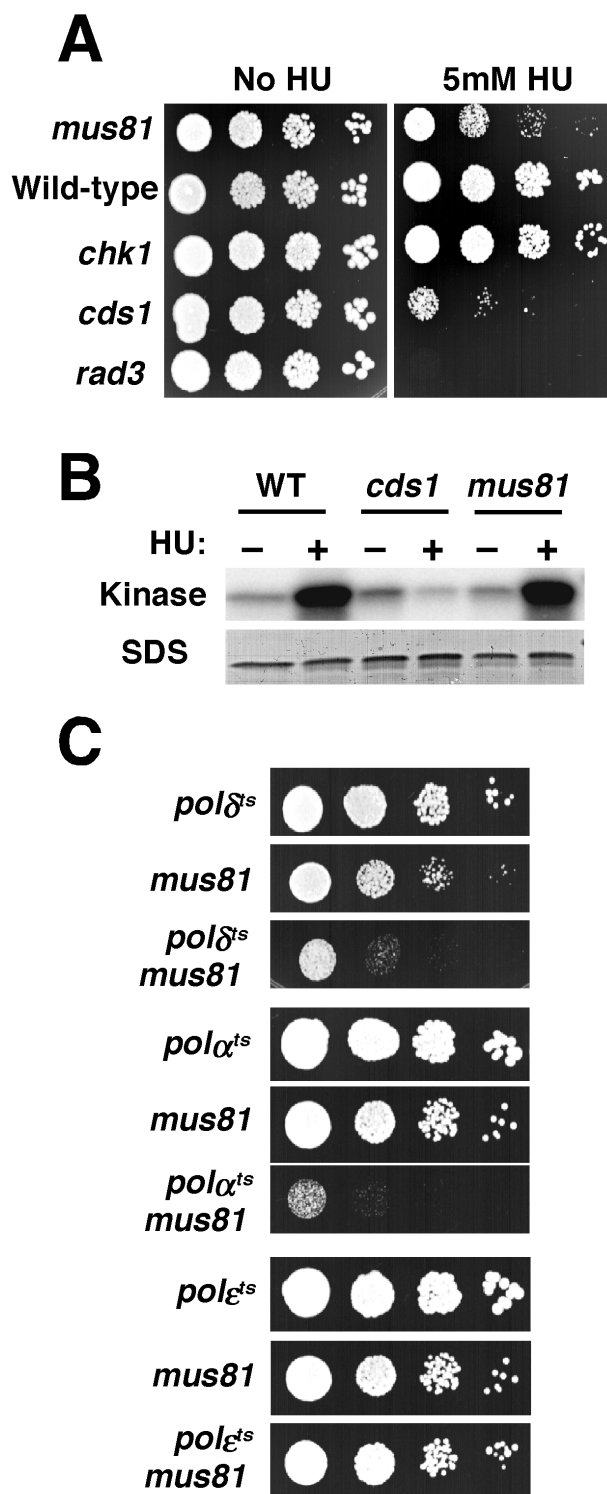 A
No HU 5mM HU
mus81
Wild-type
chk1
cds1
rad3
B
WT cds1 mus81
HU: – + – + – +
Kinase
SDS
C
polδts
mus81
polδts
mus81
polαts
mus81
polαts
mus81
polεts
mus81
polεts
mus81